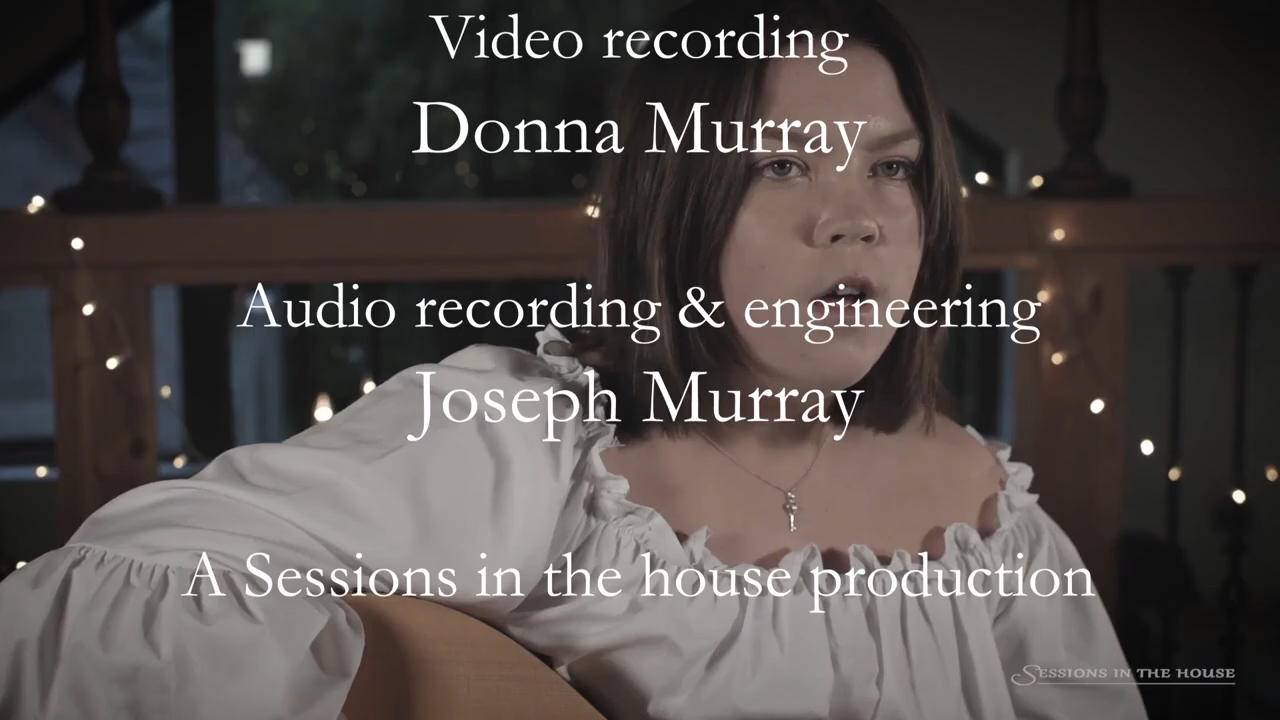 Video recording
Donna Murray
Audio recording & engineering
Joseph Murray
A Sessions in the house production
SESSIONS IN THE HOUSE